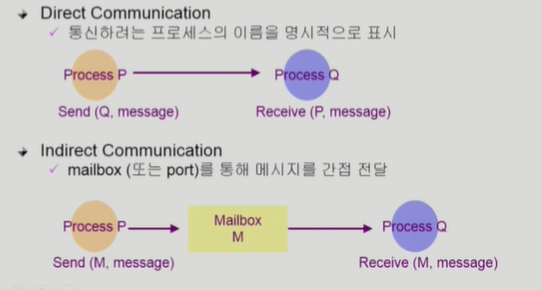 Direct Communication
통신하려는 프로세스의 이름을 명시적으로 표시
Process P
Process Q
Send (Q, message)
Receive (P, message)
Indirect Communication
mailbox (또는 port)를 통해 메시지를 간접 전달
Process P
Mailbox
M
Process Q
Send (M, message)
Receive (M, message)